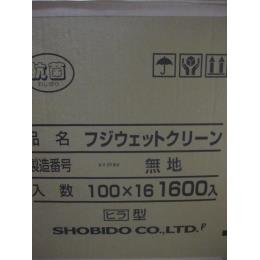 抗菌
品名 フジウェットクリーン
製造番号 無地
入数 100×16 1600入
ヒラ型
SHOBIDO CO.,LTD.